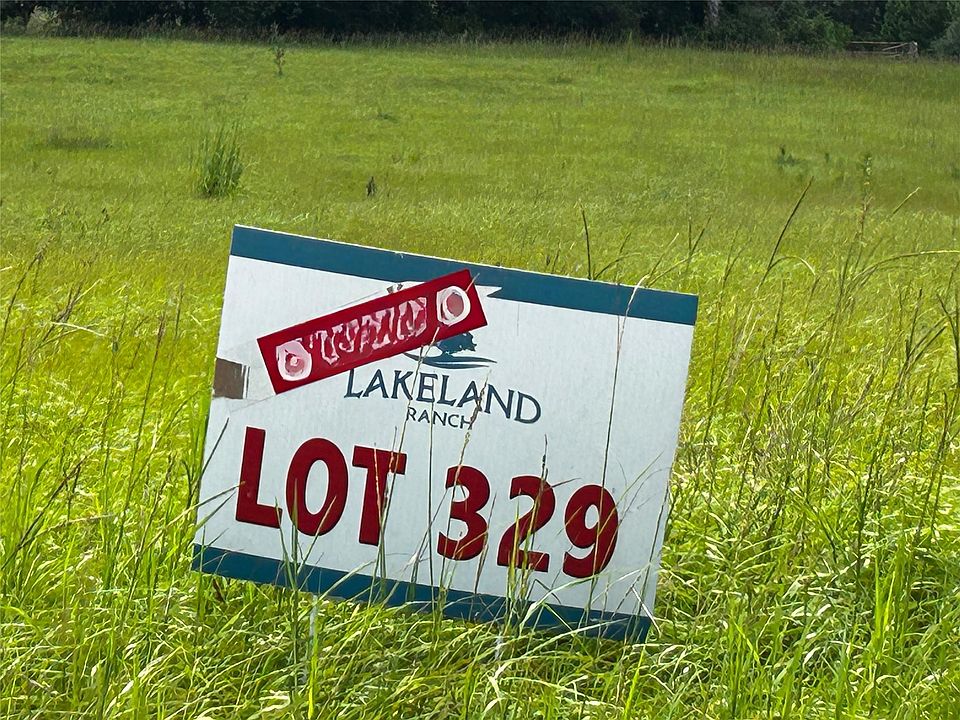 LAKELAND
RANCH
LOT 329